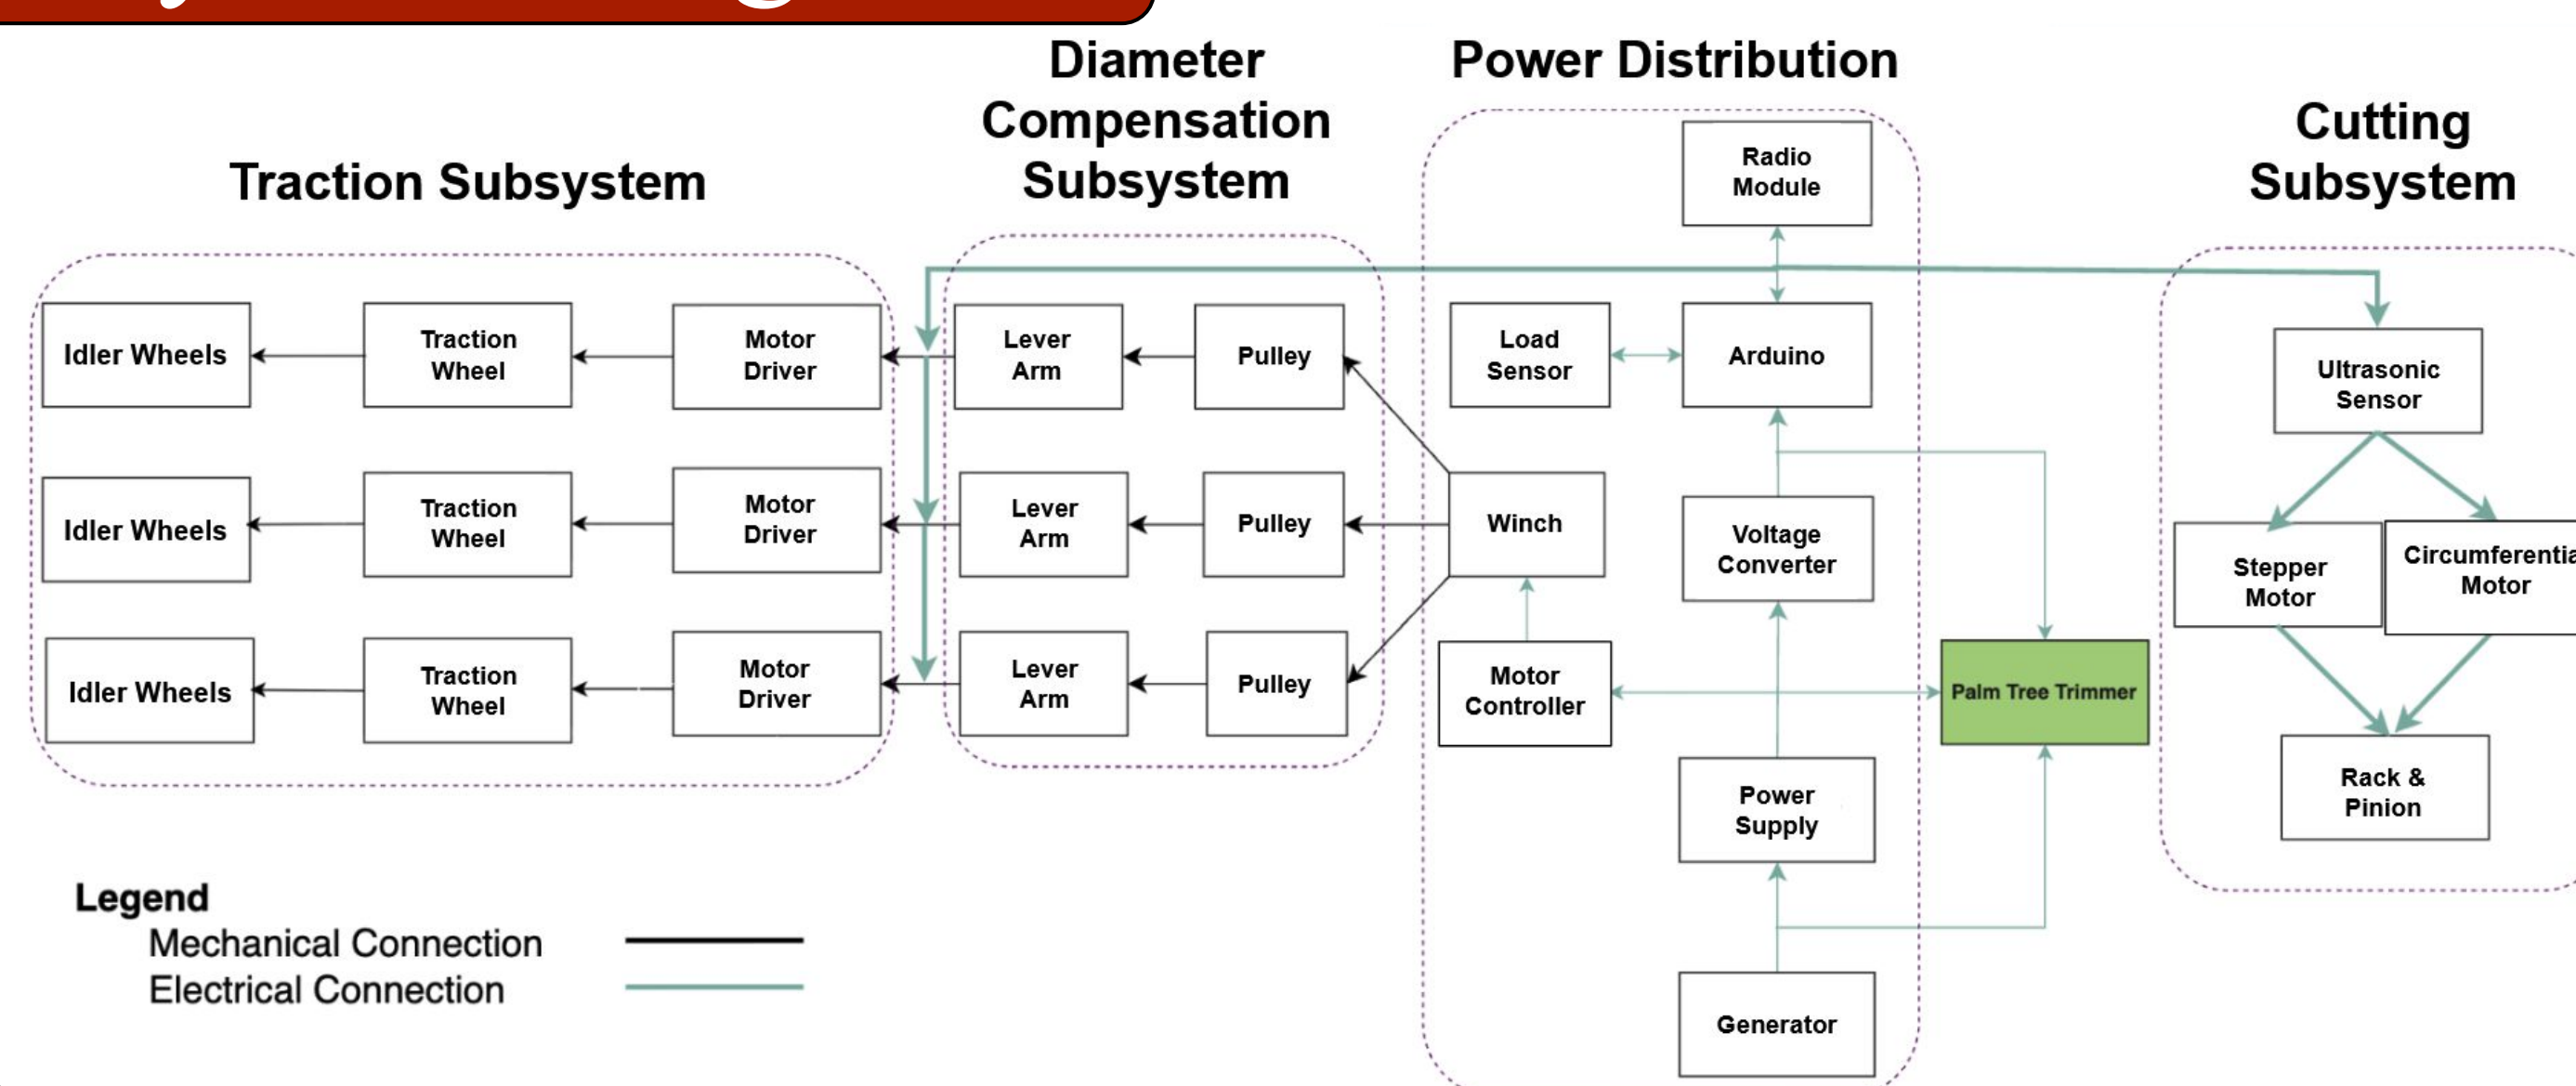 Diameter
Compensation
Subsystem
Power Distribution
Cutting
Subsystem
Traction Subsystem
Radio
Module
Idler Wheels
Traction
Wheel
Motor
Driver
Lever
Arm
Pulley
Load
Sensor
Arduino
Ultrasonic
Sensor
Idler Wheels
Traction
Wheel
Motor
Driver
Lever
Arm
Pulley
Winch
Voltage
Converter
Stepper
Motor
Circumferentia
Motor
Idler Wheels
Traction
Wheel
Motor
Driver
Lever
Arm
Pulley
Motor
Controller
Palm Tree Trimmer
Power
Supply
Rack &
Pinion
Generator
Legend
Mechanical Connection
Electrical Connection